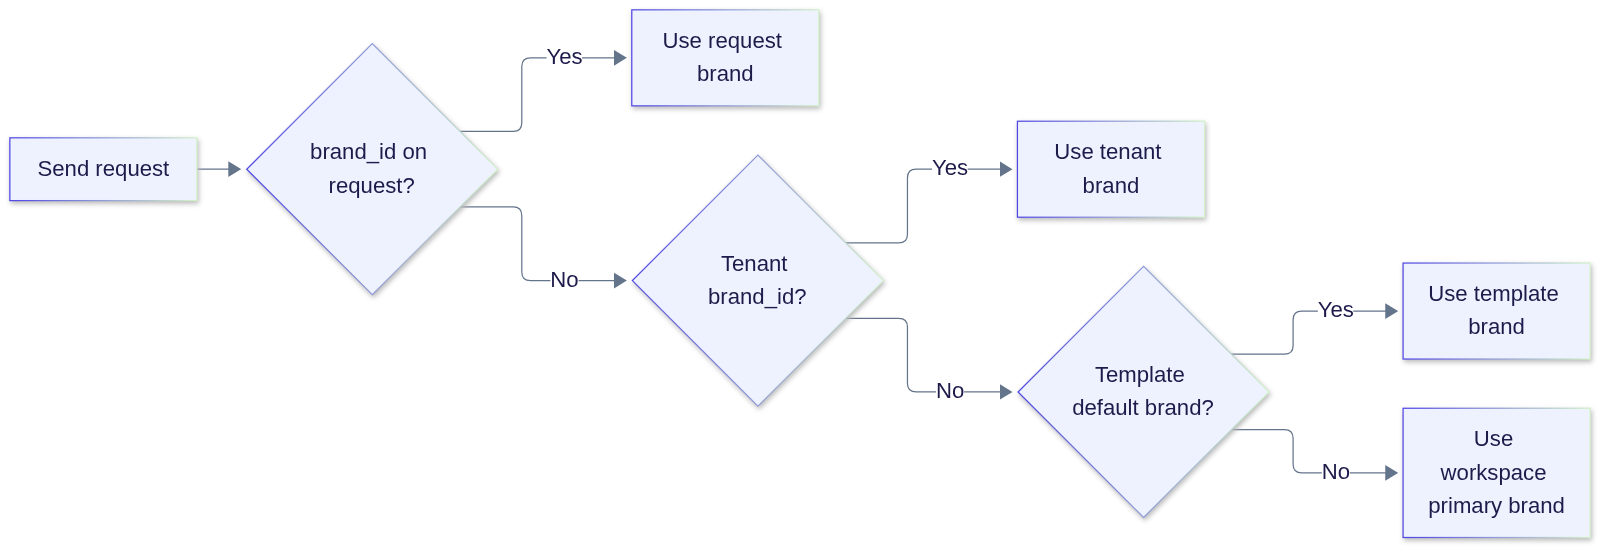 Send request
brand_id on
request?
Yes
Use request
brand
No
Tenant
brand_id?
Yes
Use tenant
brand
No
Template
default brand?
Yes
Use template
brand
No
Use
workspace
primary brand